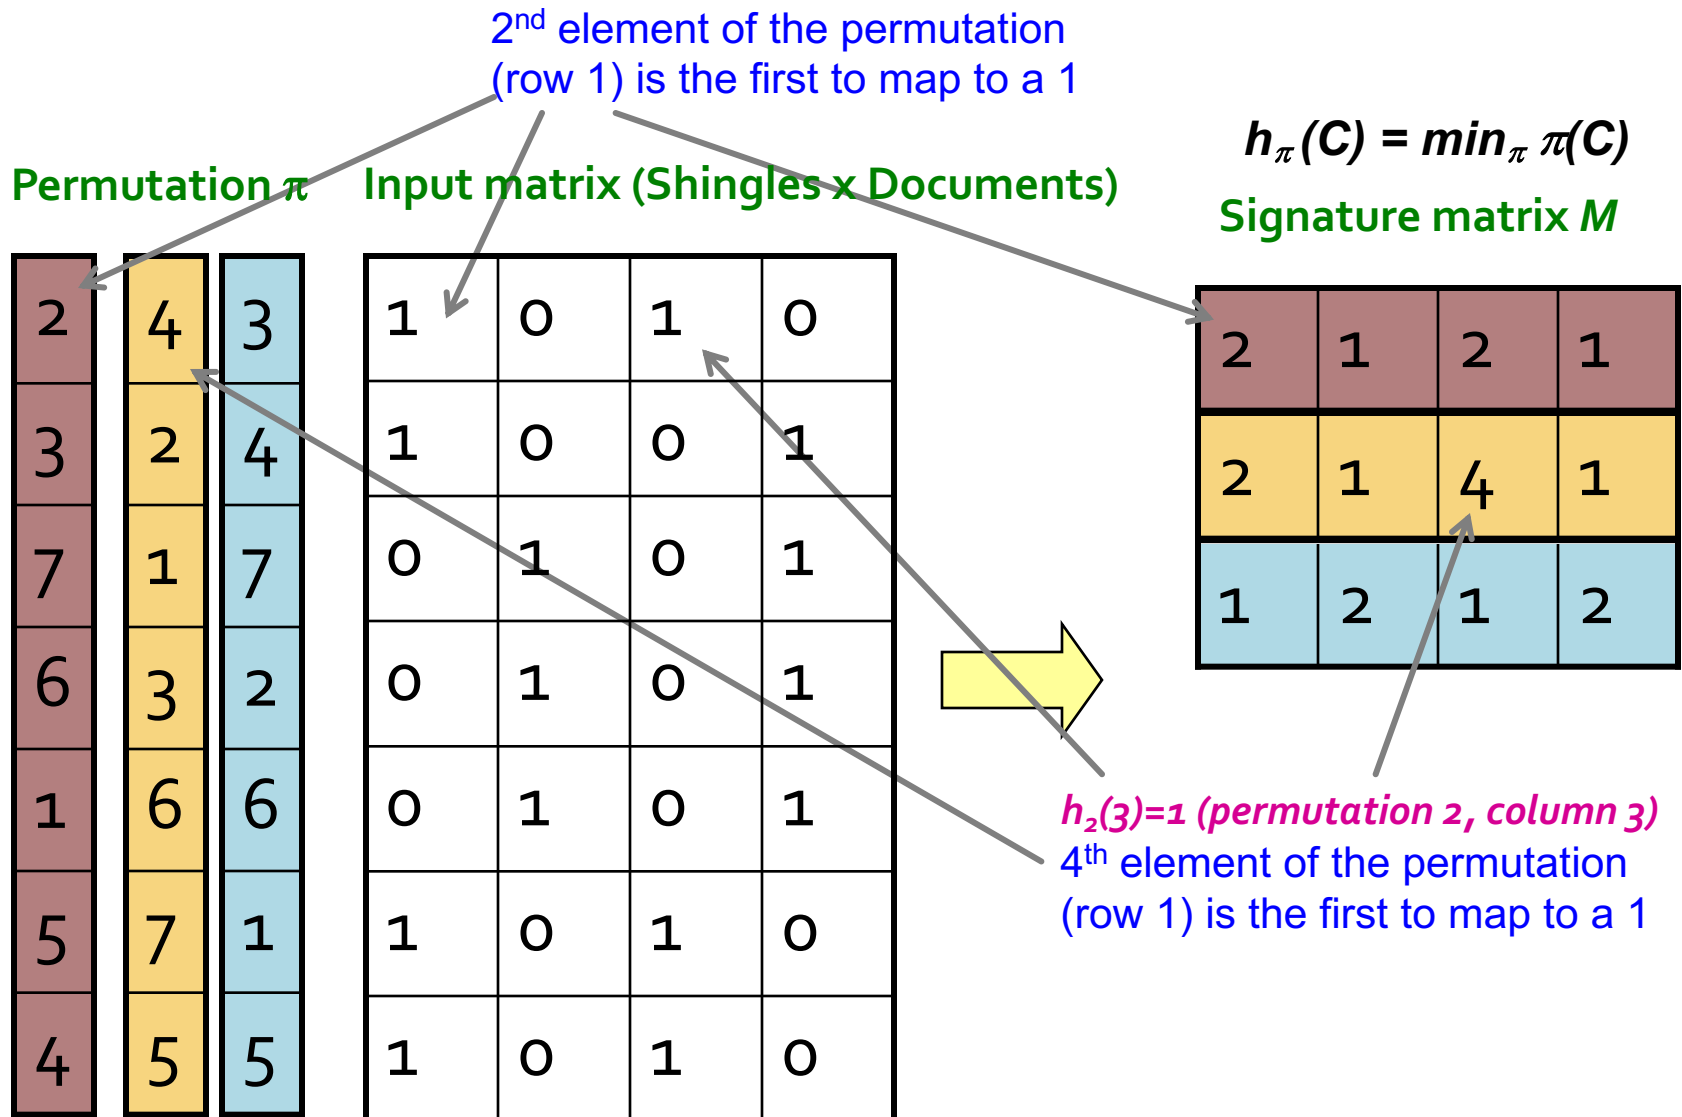 2nd element of the permutation
(row 1) is the first to map to a 1
hπ(C) = minπ π(C)
Permutation π
Input matrix (Shingles x Documents)
Signature matrix M
2 4 3 1 0 1 0
3 2 4 1 0 0 1
7 1 7 0 1 0 1
6 3 2 0 1 0 1
1 6 6 0 1 0 1
5 7 1 1 0 1 0
4 5 5 1 0 1 0
2 1 2 1
2 1 4 1
1 2 1 2
h2(3)=1 (permutation 2, column 3)
4th element of the permutation
(row 1) is the first to map to a 1